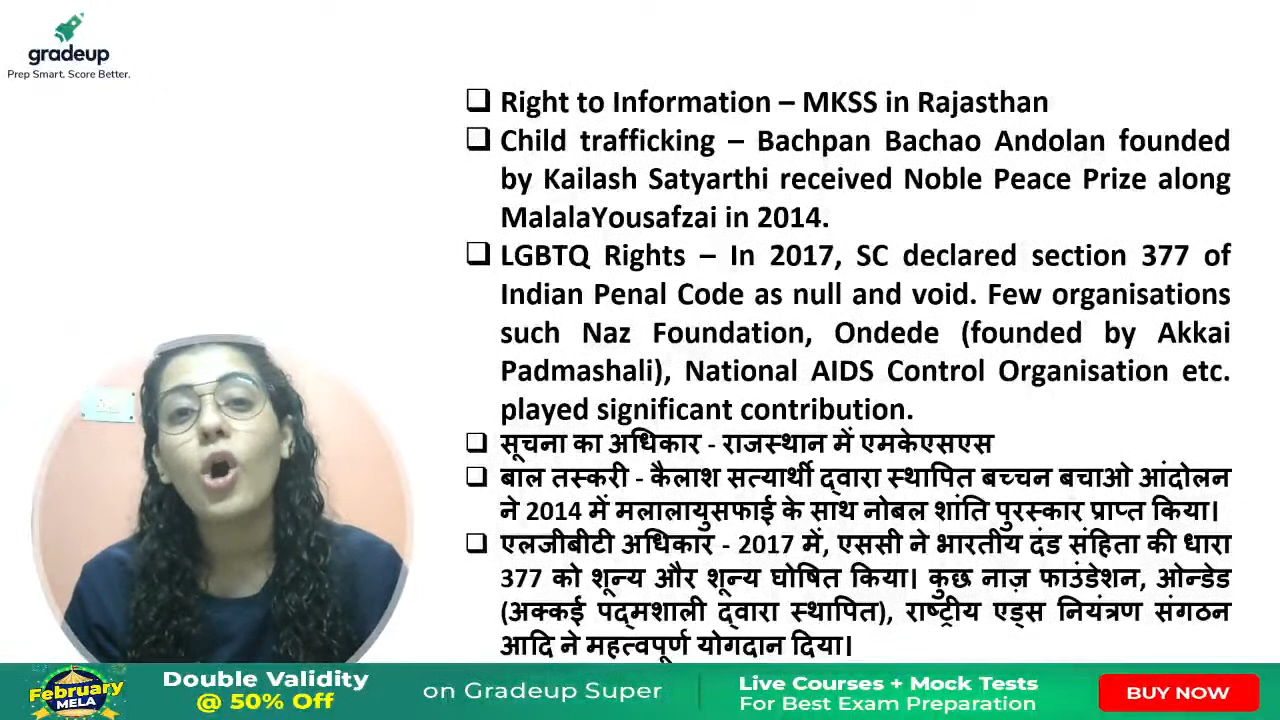 gradeup
Prep Smart. Score Better.
❑ Right to Information – MKSS in Rajasthan
❑ Child trafficking – Bachpan Bachao Andolan founded
by Kailash Satyarthi received Noble Peace Prize along
MalalaYousafzai in 2014.
❑ LGBTQ Rights – In 2017, SC declared section 377 of
Indian Penal Code as null and void. Few organisations
such Naz Foundation, Ondede (founded by Akkai
Padmashali), National AIDS Control Organisation etc.
played significant contribution.
❑ सूचना का अधिकार - राजस्थान में एमकेएसएस
❑ बाल तस्करी - कैलाश सत्यार्थी द्वारा स्थापित बच्चन बचाओ आंदोलन
ने 2014 में मलालायुसफाई के साथ नोबल शांति पुरस्कार प्राप्त किया।
❑ एलजीबीटी अधिकार - 2017 में, एससी ने भारतीय दंड संहिता की धारा
377 को शून्य और शून्य घोषित किया। कुछ नाज़ फाउंडेशन, ओन्डेड
(अक्कई पद्मशाली द्वारा स्थापित), राष्ट्रीय एड्स नियंत्रण संगठन
आदि ने महत्वपूर्ण योगदान दिया।
February
MELA
Double Validity
@ 50% Off
on Gradeup Super
Live Courses + Mock Tests
For Best Exam Preparation
BUY NOW